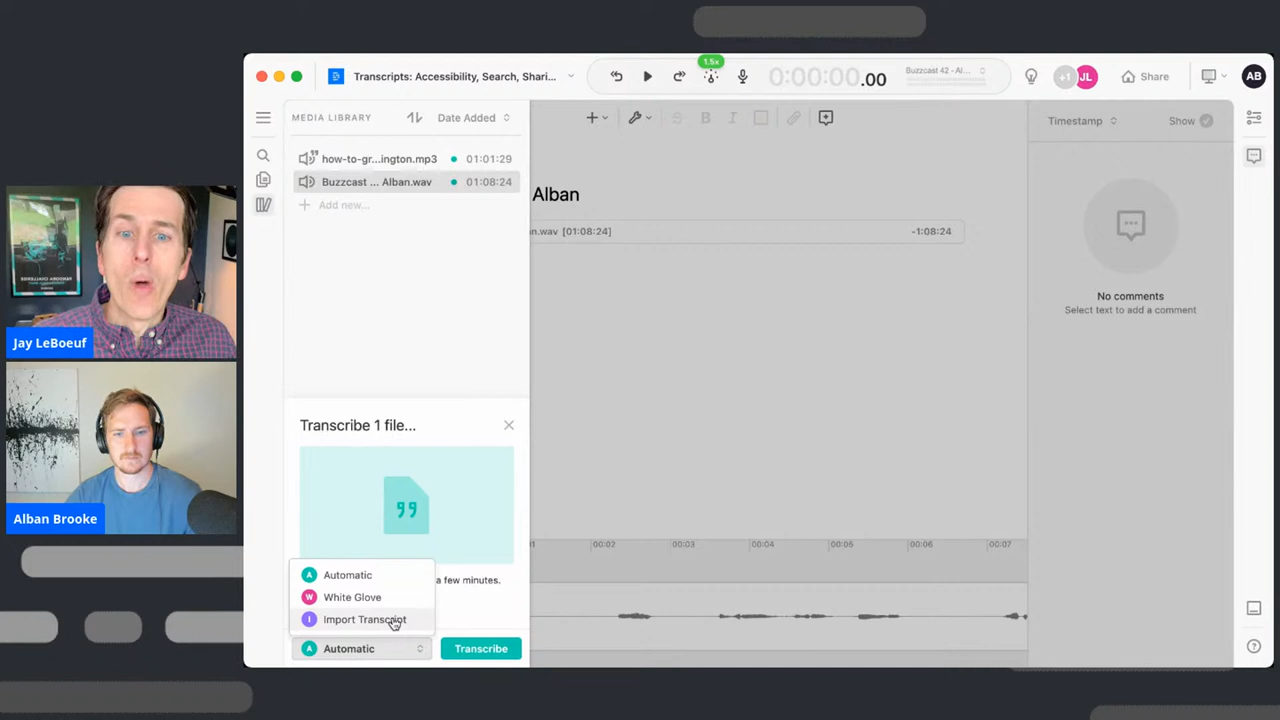 Transcripts: Accessibility, Search, Shari...
1.5x
0:00:00.00
Buzzcast 42 - Al...
+1
JL
Share
AB
MEDIA LIBRARY
Date Added
Timestamp
Show
how-to-gr...ington.mp3
01:01:29
Buzzcast ... Alban.wav
01:08:24
Add new...
Alban
an.wav [01:08:24]
-1:08:24
No comments
Select text to add a comment
Jay LeBoeuf
Alban Brooke
Transcribe 1 file...
00:02
00:03
00:04
00:05
00:06
00:07
A Automatic
a few minutes.
W White Glove
I Import Transcript
A Automatic
Transcribe